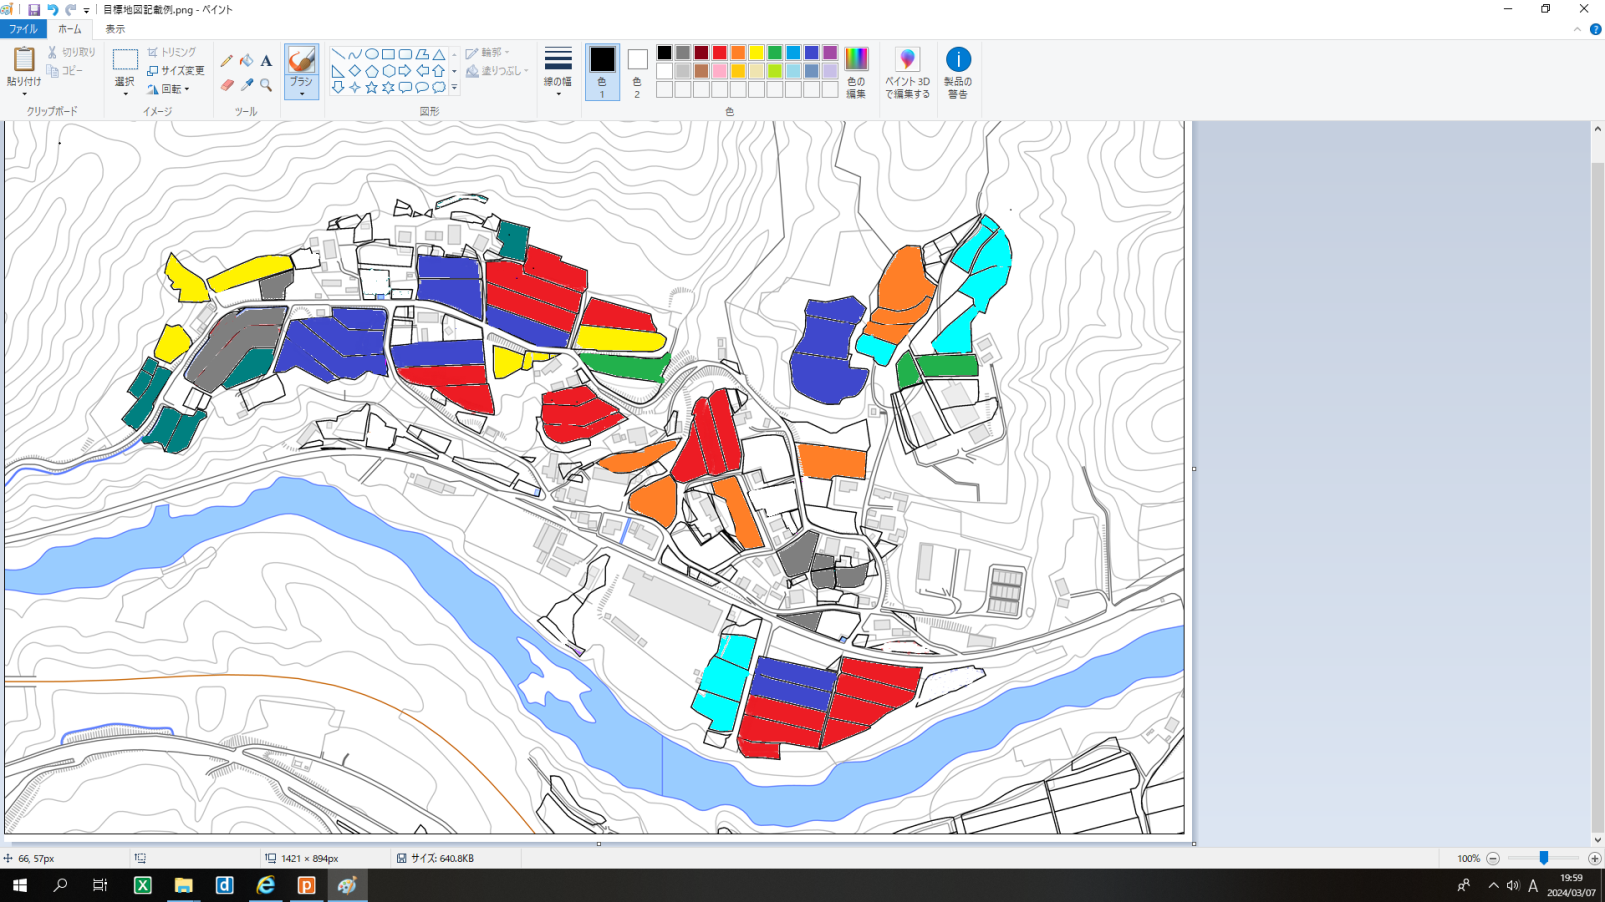 目標地図記載例.png - ペイント
ファイル ホーム 表示
貼り付け
切り取り
コピー
クリップボード
選択
トリミング
サイズ変更
回転
イメージ
A
ツール
ブラシ
輪郭
塗りつぶし
図形
線の幅
色
1
色
2
色の
編集
色
ペイント 3D
で編集する
製品の
警告
66, 57px
1421 × 894px
サイズ: 640.8KB
100%
A
19:59
2024/03/07